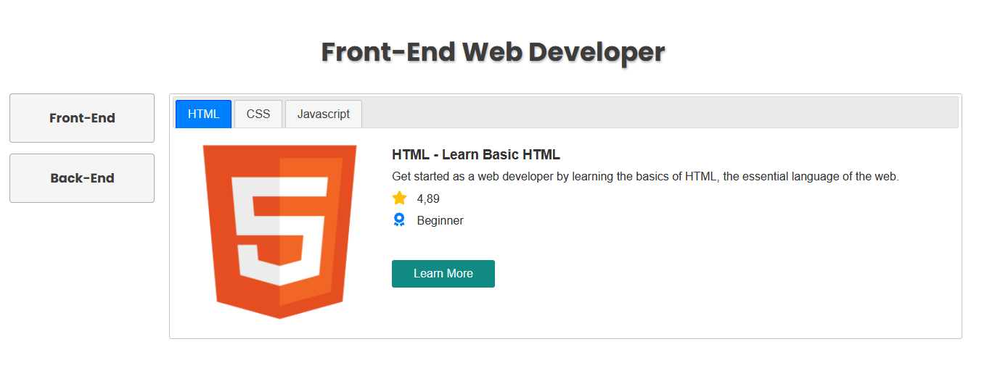 Front-End Web Developer
Front-End
Back-End
HTML
CSS
Javascript
HTML - Learn Basic HTML
Get started as a web developer by learning the basics of HTML, the essential language of the web.
4,89
Beginner
Learn More
5